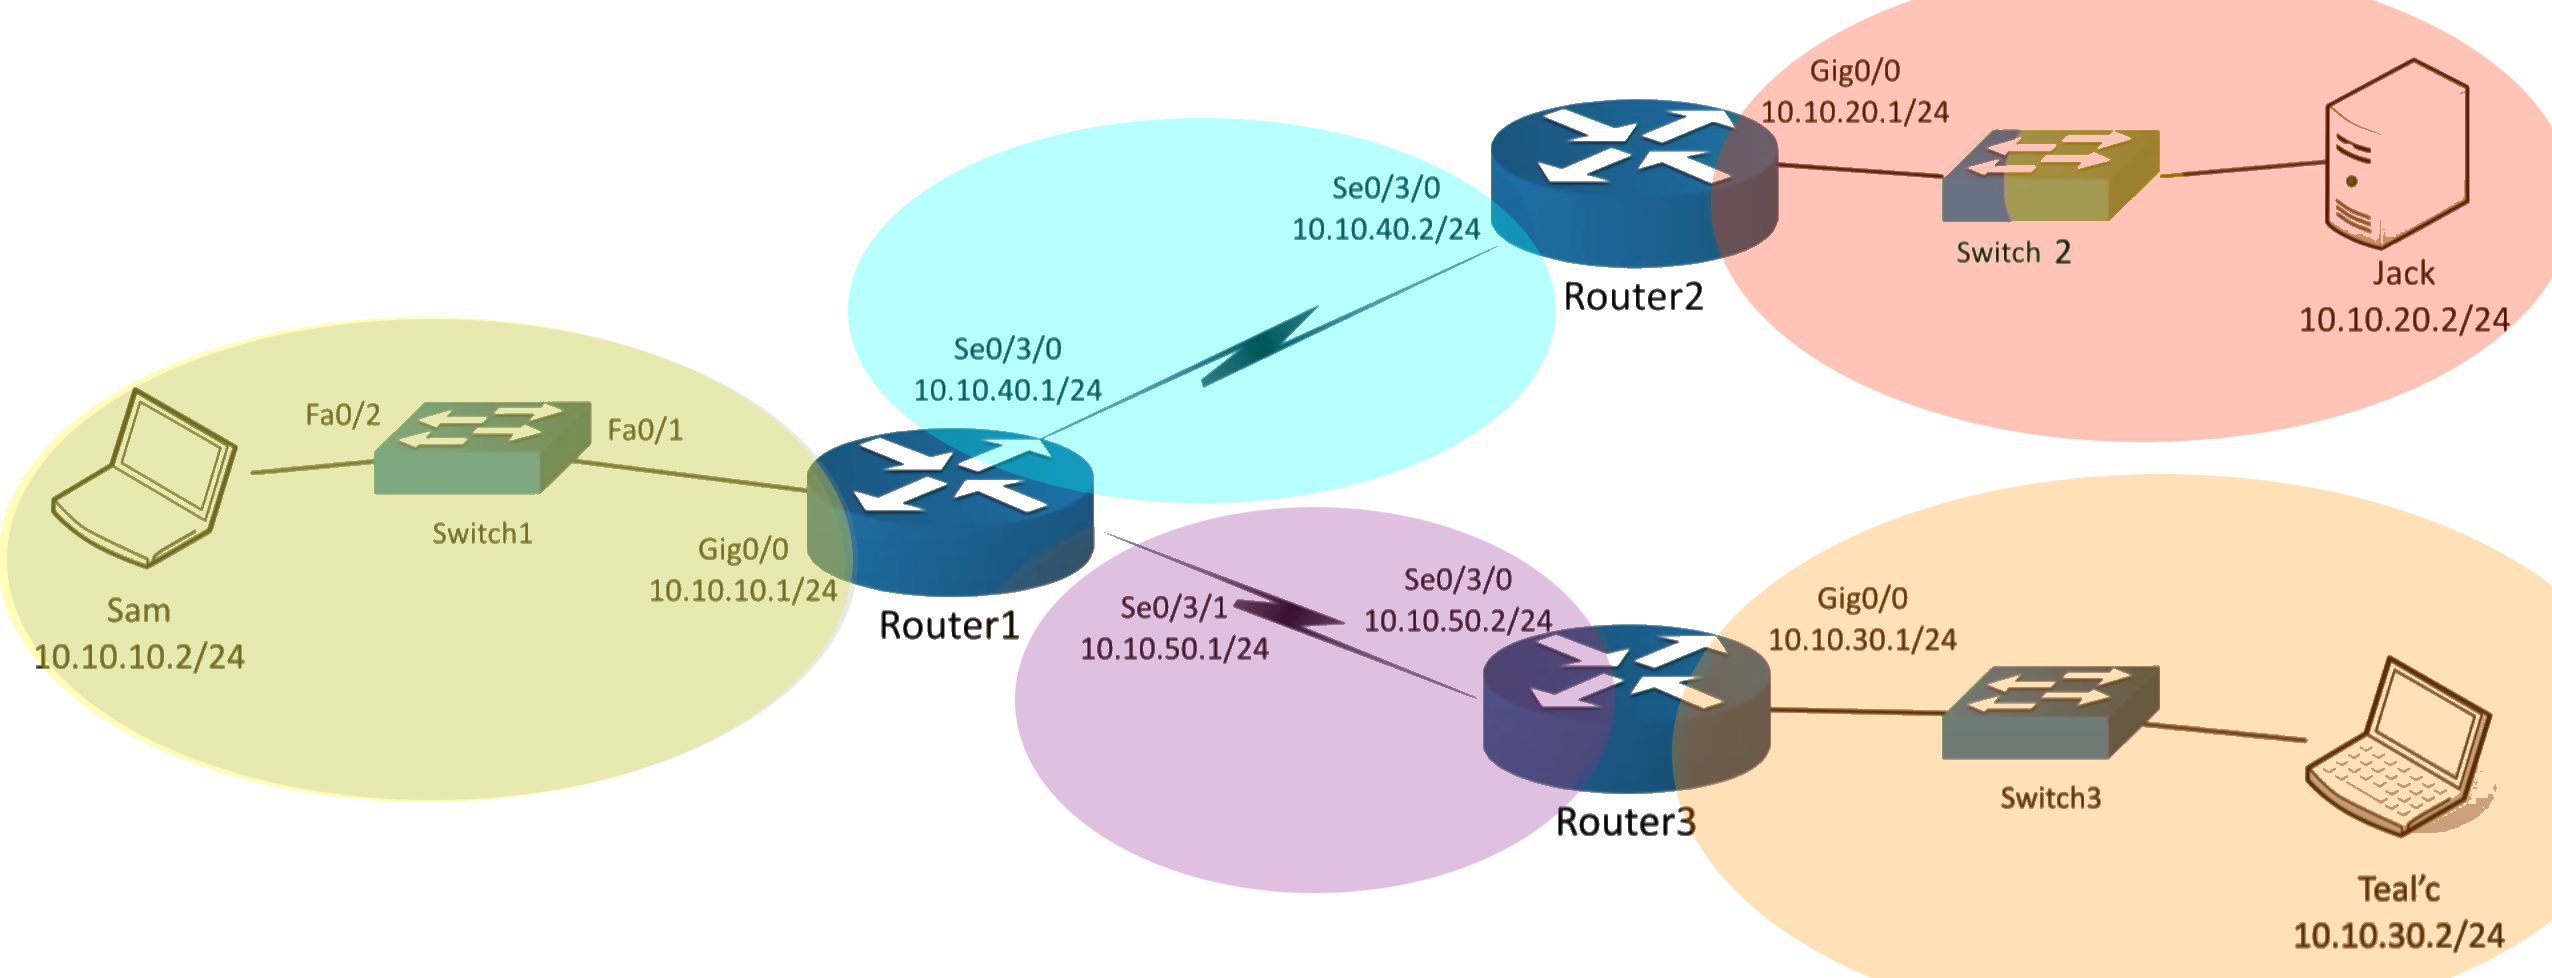 Gig0/0
10.10.20.1/24
Switch 2
Jack
10.10.20.2/24
Se0/3/0
10.10.40.2/24
Router2
Se0/3/0
10.10.40.1/24
Fa0/2
Fa0/1
Switch1
Gig0/0
10.10.10.1/24
Sam
10.10.10.2/24
Router1
Se0/3/1
10.10.50.1/24
Se0/3/0
10.10.50.2/24
Router3
Gig0/0
10.10.30.1/24
Switch3
Teal’c
10.10.30.2/24